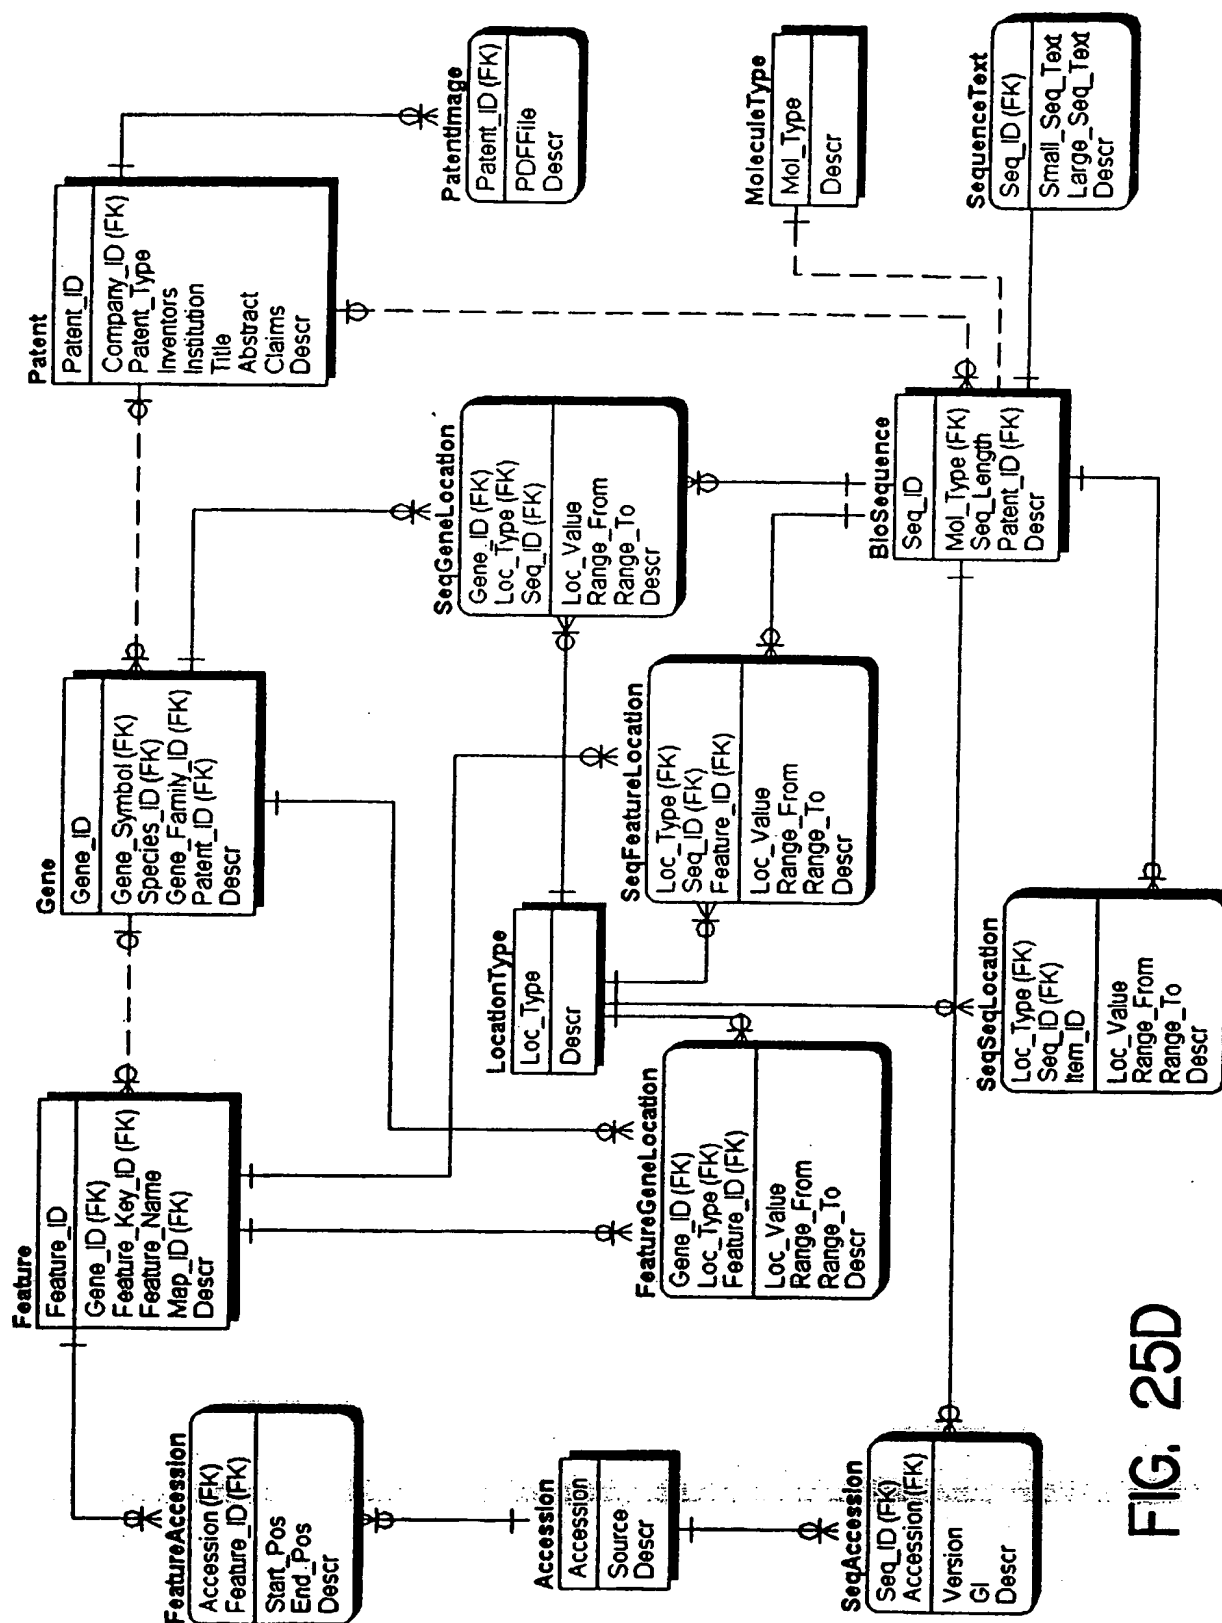 Feature
Feature_ID
Gene_ID (FK)
Feature_Key_ID (FK)
Feature_Name
Map_ID (FK)
Descr
Gene
Gene_ID
Gene_Symbol (FK)
Species_ID (FK)
Gene_Family_ID (FK)
Patent_ID (FK)
Descr
Patent
Patent_ID
Company_ID (FK)
Patent_Type
Inventors
Institution
Title
Abstract
Claims
Descr
PatentImage
Patent_ID (FK)
PDFFile
Descr
FeatureAccession
Accession (FK)
Feature_ID (FK)
Start_Pos
End_Pos
Descr
SeqGeneLocation
Gene_ID (FK)
Loc_Type (FK)
Seq_ID (FK)
Loc_Value
Range_From
Range_To
Descr
LocationType
Loc_Type
Descr
SeqFeatureLocation
Loc_Type (FK)
Seq_ID (FK)
Feature_ID (FK)
Loc_Value
Range_From
Range_To
Descr
MoleculeType
Mol_Type
Descr
Accession
Accession
Source
Descr
FeatureGeneLocation
Gene_ID (FK)
Loc_Type (FK)
Feature_ID (FK)
Loc_Value
Range_From
Range_To
Descr
BioSequence
Seq_ID
Mol_Type (FK)
Seq_Length
Patent_ID (FK)
Descr
SequenceText
Seq_ID (FK)
Small_Seq_Text
Large_Seq_Text
Descr
SeqAccession
Seq_ID (FK)
Accession (FK)
Version
GI
Descr
SeqSeqLocation
Loc_Type (FK)
Seq_ID (FK)
Item_ID
Loc_Value
Range_From
Range_To
Descr
FIG. 25D